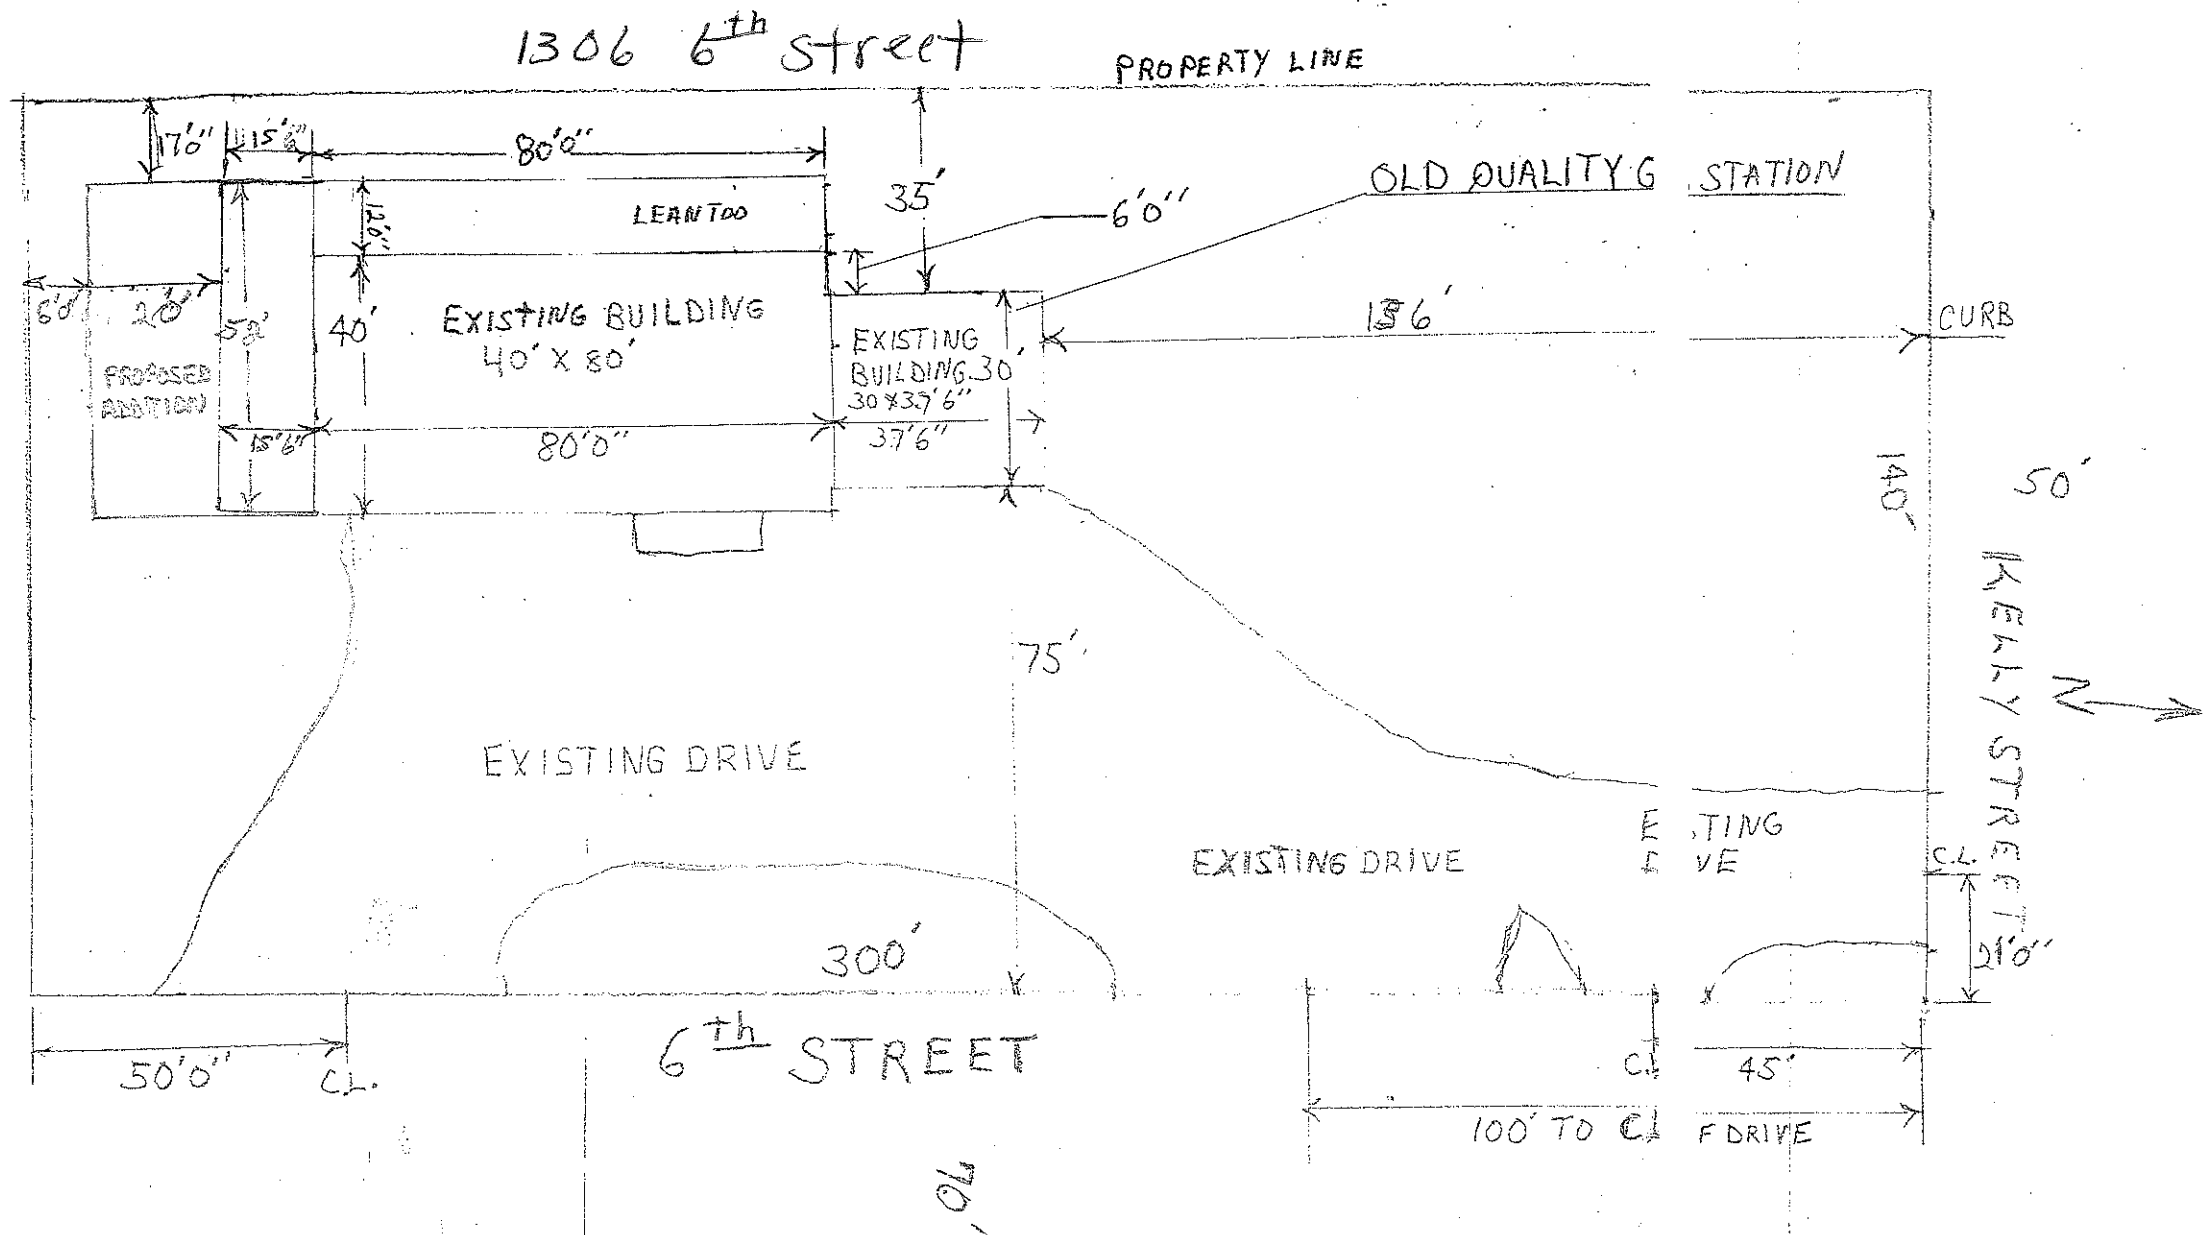 1306 6th Street
PROPERTY LINE
17'0"
15'6"
80'0"
35'
6'0"
OLD QUALITY G STATION
12'0"
LEAN TOO
6'0"
52'
40'
EXISTING BUILDING
40' X 80'
PROPOSED
ADDITION
EXISTING
BUILDING
30 X 37'6"
30'
CURB
15'6"
80'0"
37'6"
140'
50'
KELLY STREET
N
75'
EXISTING DRIVE
EXISTING DRIVE
E TING
VE
C.L.
21'0"
300'
50'0"
C.L.
6th STREET
45'
100' TO C F DRIVE
70'